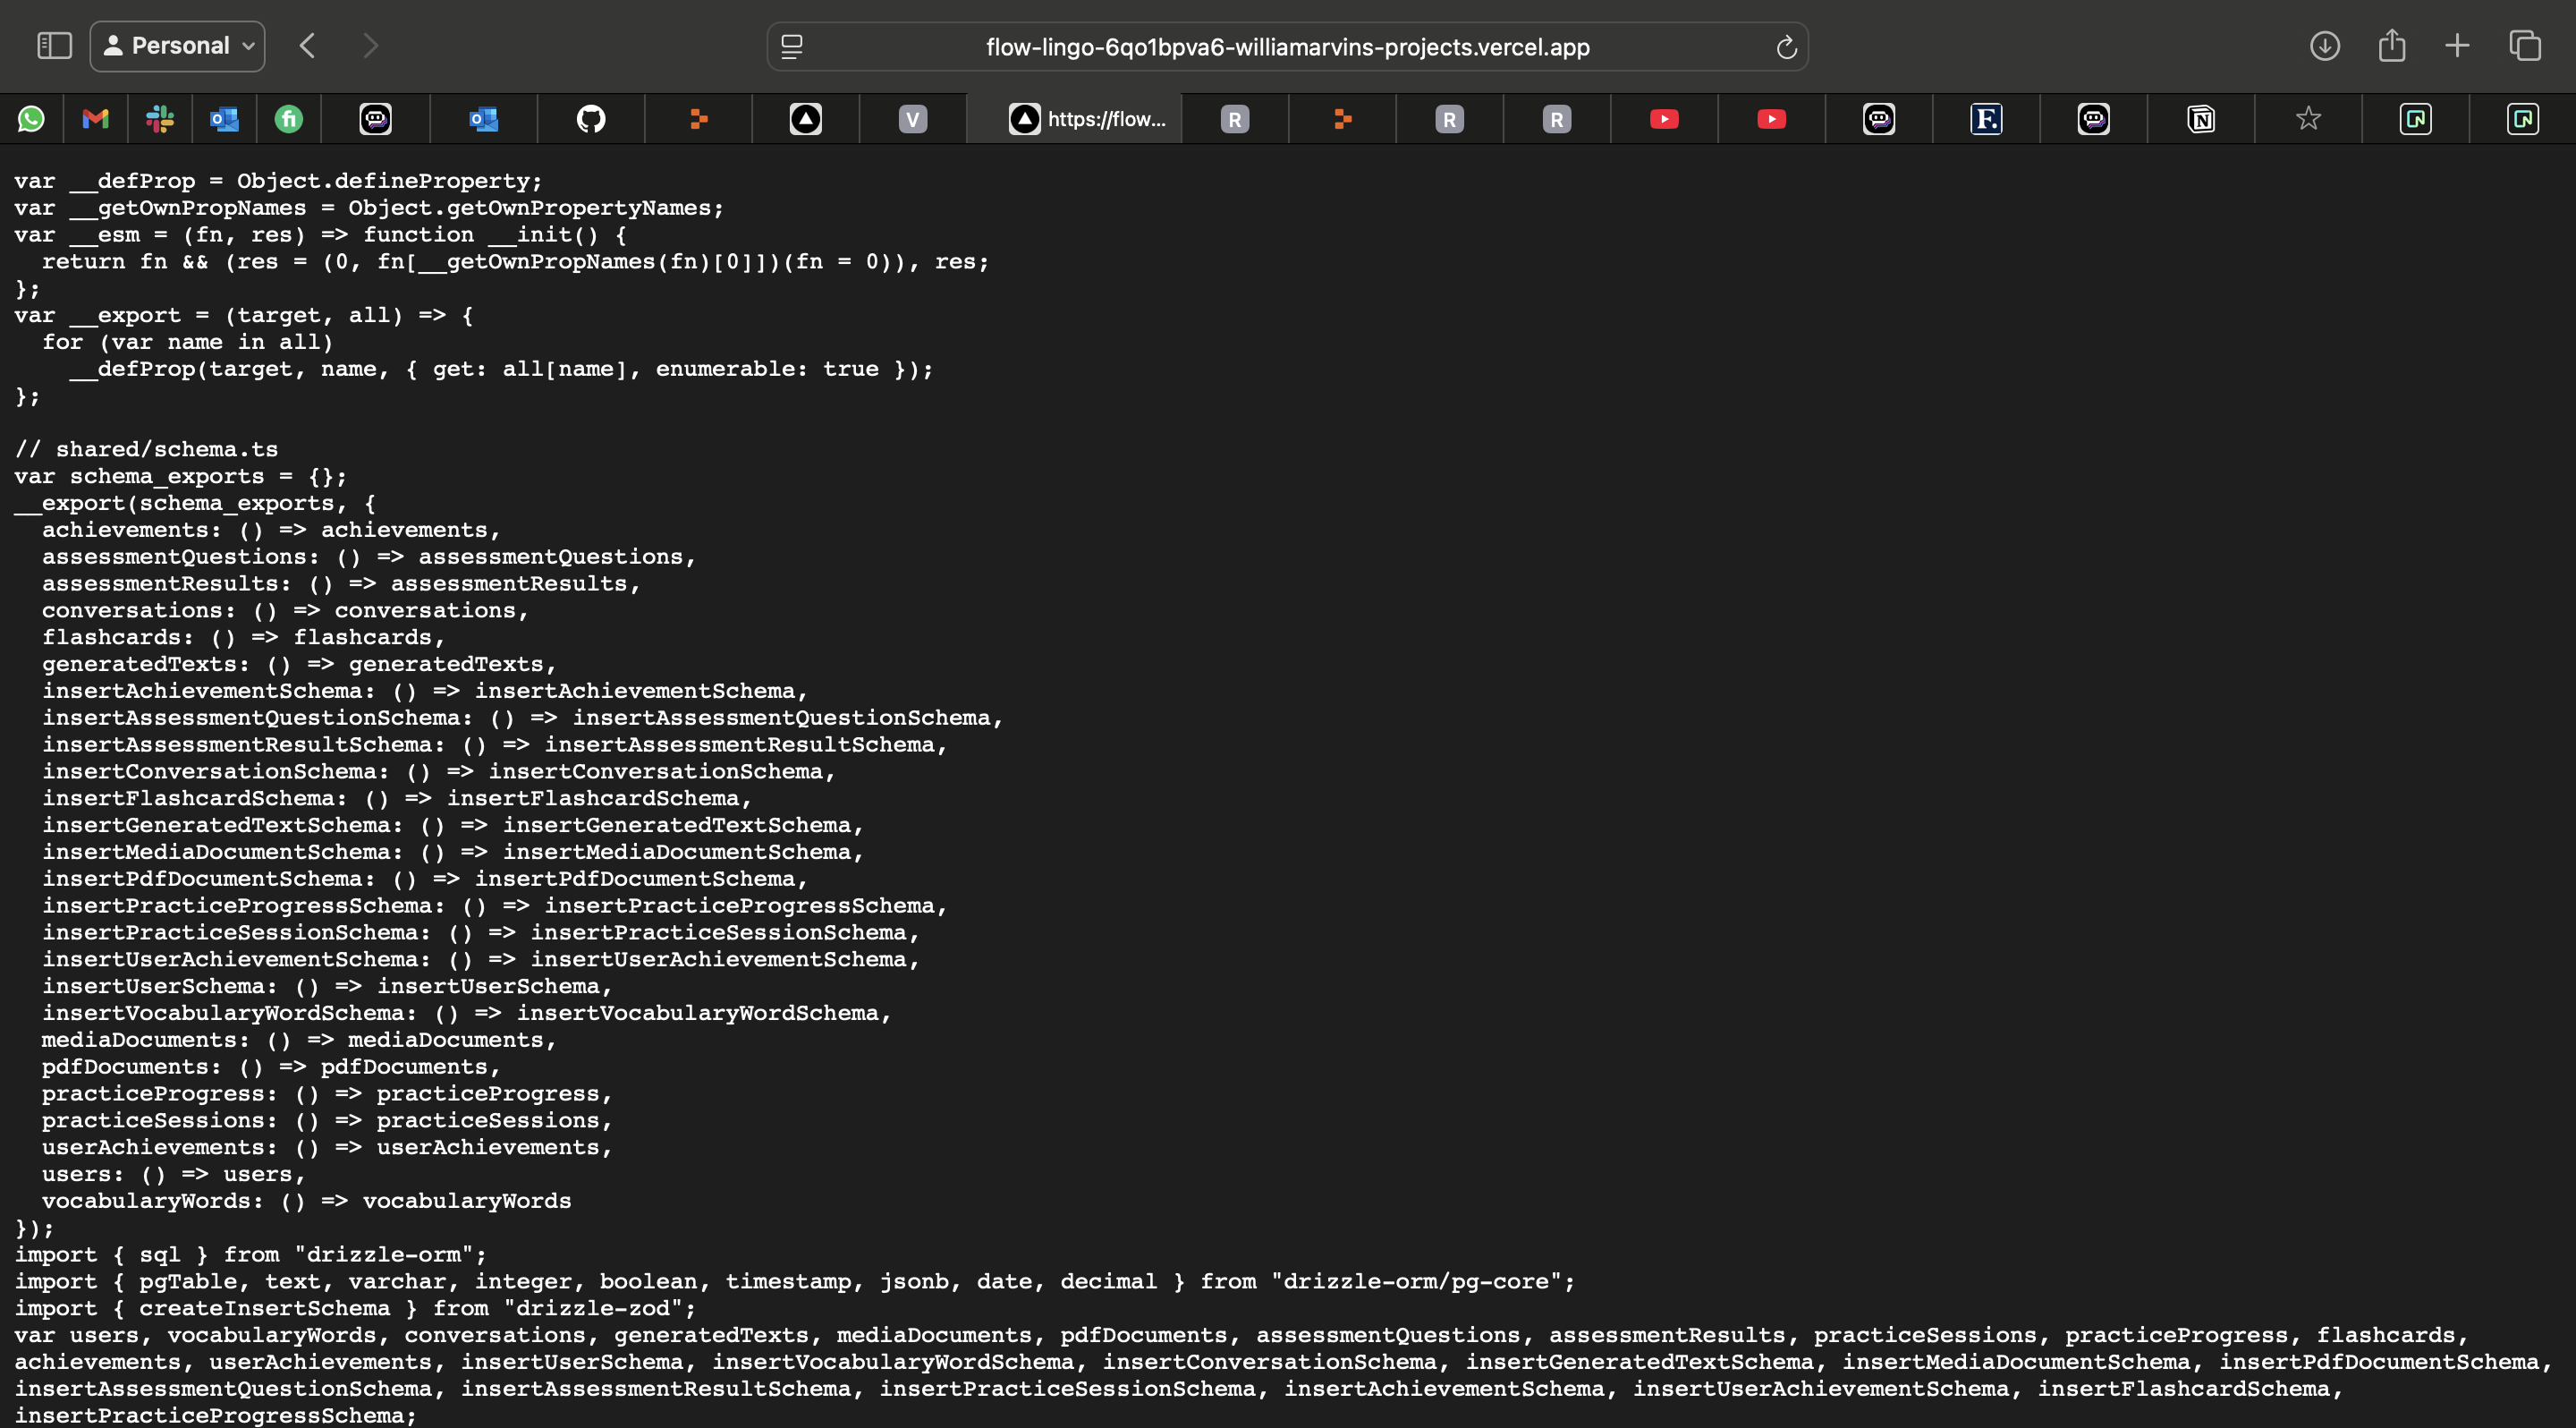 Personal
flow-lingo-6qo1bpva6-williamarvins-projects.vercel.app
fi
V
https://flow...
R
R
R
F.
var __defProp = Object.defineProperty;
var __getOwnPropNames = Object.getOwnPropertyNames;
var __esm = (fn, res) => function __init() {
  return fn && (res = (0, fn[__getOwnPropNames(fn)[0]])(fn = 0)), res;
};
var __export = (target, all) => {
  for (var name in all)
    __defProp(target, name, { get: all[name], enumerable: true });
};

// shared/schema.ts
var schema_exports = {};
__export(schema_exports, {
  achievements: () => achievements,
  assessmentQuestions: () => assessmentQuestions,
  assessmentResults: () => assessmentResults,
  conversations: () => conversations,
  flashcards: () => flashcards,
  generatedTexts: () => generatedTexts,
  insertAchievementSchema: () => insertAchievementSchema,
  insertAssessmentQuestionSchema: () => insertAssessmentQuestionSchema,
  insertAssessmentResultSchema: () => insertAssessmentResultSchema,
  insertConversationSchema: () => insertConversationSchema,
  insertFlashcardSchema: () => insertFlashcardSchema,
  insertGeneratedTextSchema: () => insertGeneratedTextSchema,
  insertMediaDocumentSchema: () => insertMediaDocumentSchema,
  insertPdfDocumentSchema: () => insertPdfDocumentSchema,
  insertPracticeProgressSchema: () => insertPracticeProgressSchema,
  insertPracticeSessionSchema: () => insertPracticeSessionSchema,
  insertUserAchievementSchema: () => insertUserAchievementSchema,
  insertUserSchema: () => insertUserSchema,
  insertVocabularyWordSchema: () => insertVocabularyWordSchema,
  mediaDocuments: () => mediaDocuments,
  pdfDocuments: () => pdfDocuments,
  practiceProgress: () => practiceProgress,
  practiceSessions: () => practiceSessions,
  userAchievements: () => userAchievements,
  users: () => users,
  vocabularyWords: () => vocabularyWords
});
import { sql } from "drizzle-orm";
import { pgTable, text, varchar, integer, boolean, timestamp, jsonb, date, decimal } from "drizzle-orm/pg-core";
import { createInsertSchema } from "drizzle-zod";
var users, vocabularyWords, conversations, generatedTexts, mediaDocuments, pdfDocuments, assessmentQuestions, assessmentResults, practiceSessions, practiceProgress, flashcards,
achievements, userAchievements, insertUserSchema, insertVocabularyWordSchema, insertConversationSchema, insertGeneratedTextSchema, insertMediaDocumentSchema, insertPdfDocumentSchema,
insertAssessmentQuestionSchema, insertAssessmentResultSchema, insertPracticeSessionSchema, insertAchievementSchema, insertUserAchievementSchema, insertFlashcardSchema,
insertPracticeProgressSchema;